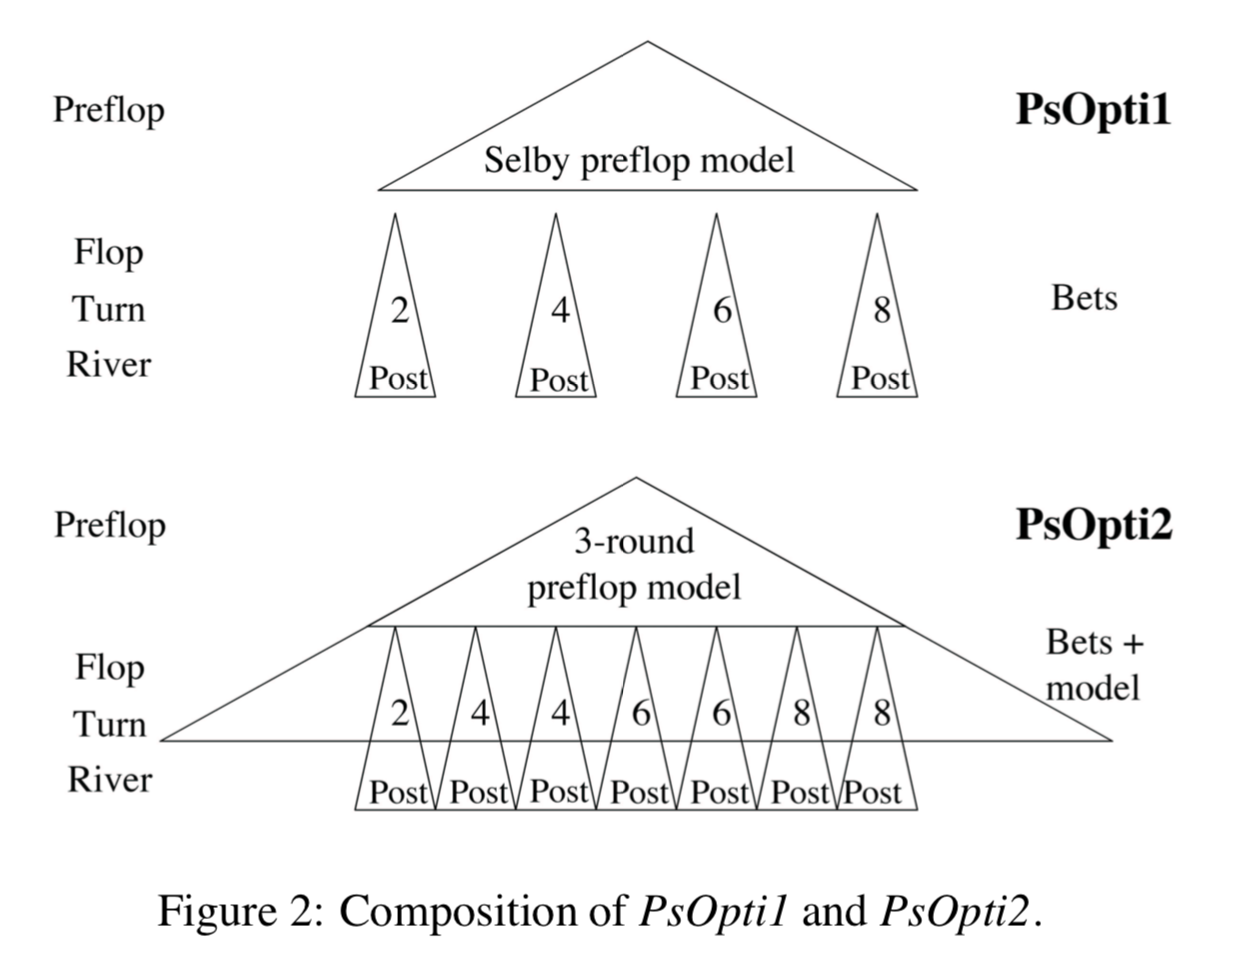 Preflop
PsOpti1
Selby preflop model
Flop
Turn
River
2 4 6 8
Post Post Post Post
Bets
Preflop
PsOpti2
3-round
preflop model
Flop
Turn
River
2 4 4 6 6 8 8
Post Post Post Post Post Post Post
Bets +
model
Figure 2: Composition of PsOpti1 and PsOpti2.